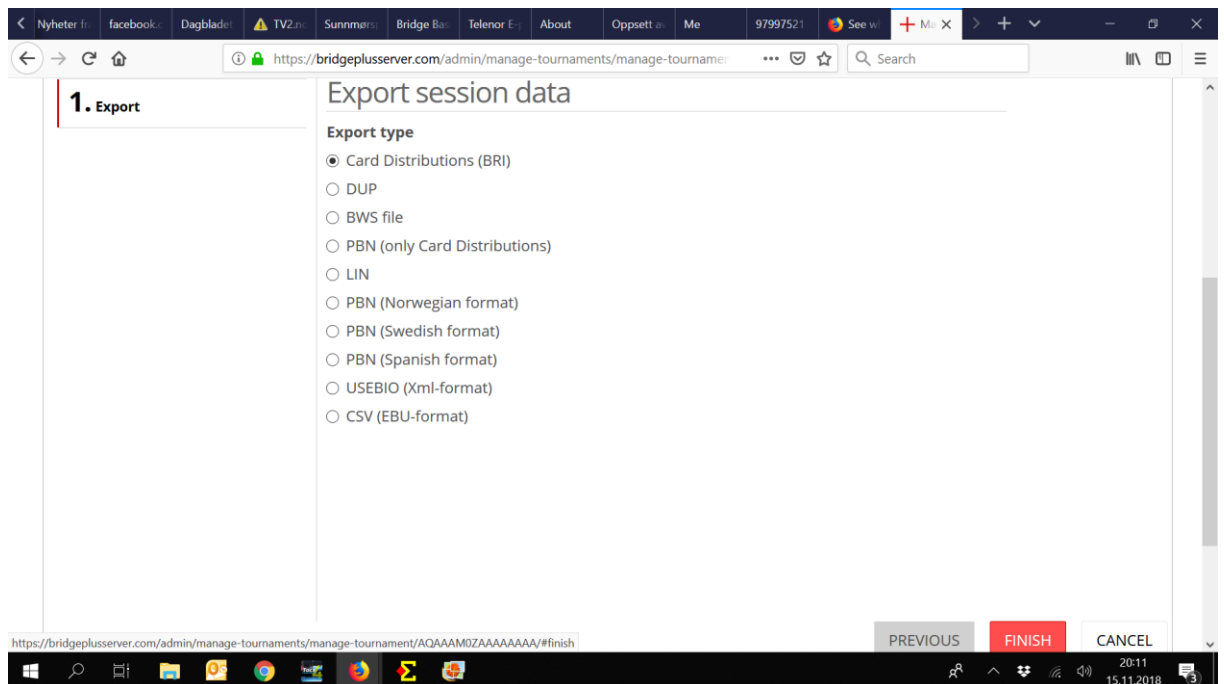 Nyheter fr
facebook.c
Dagbladet
TV2.no
Sunnmørsp
Bridge Bas
Telenor E-p
About
Oppsett av
Me
97997521
See w
Ma
https://bridgeplusserver.com/admin/manage-tournaments/manage-tournamen
Search
1. Export
Export session data
Export type
Card Distributions (BRI)
DUP
BWS file
PBN (only Card Distributions)
LIN
PBN (Norwegian format)
PBN (Swedish format)
PBN (Spanish format)
USEBIO (Xml-format)
CSV (EBU-format)
PREVIOUS
FINISH
CANCEL
https://bridgeplusserver.com/admin/manage-tournaments/manage-tournament/AQAAAM0ZAAAAAAAA/#finish
20:11
15.11.2018
3